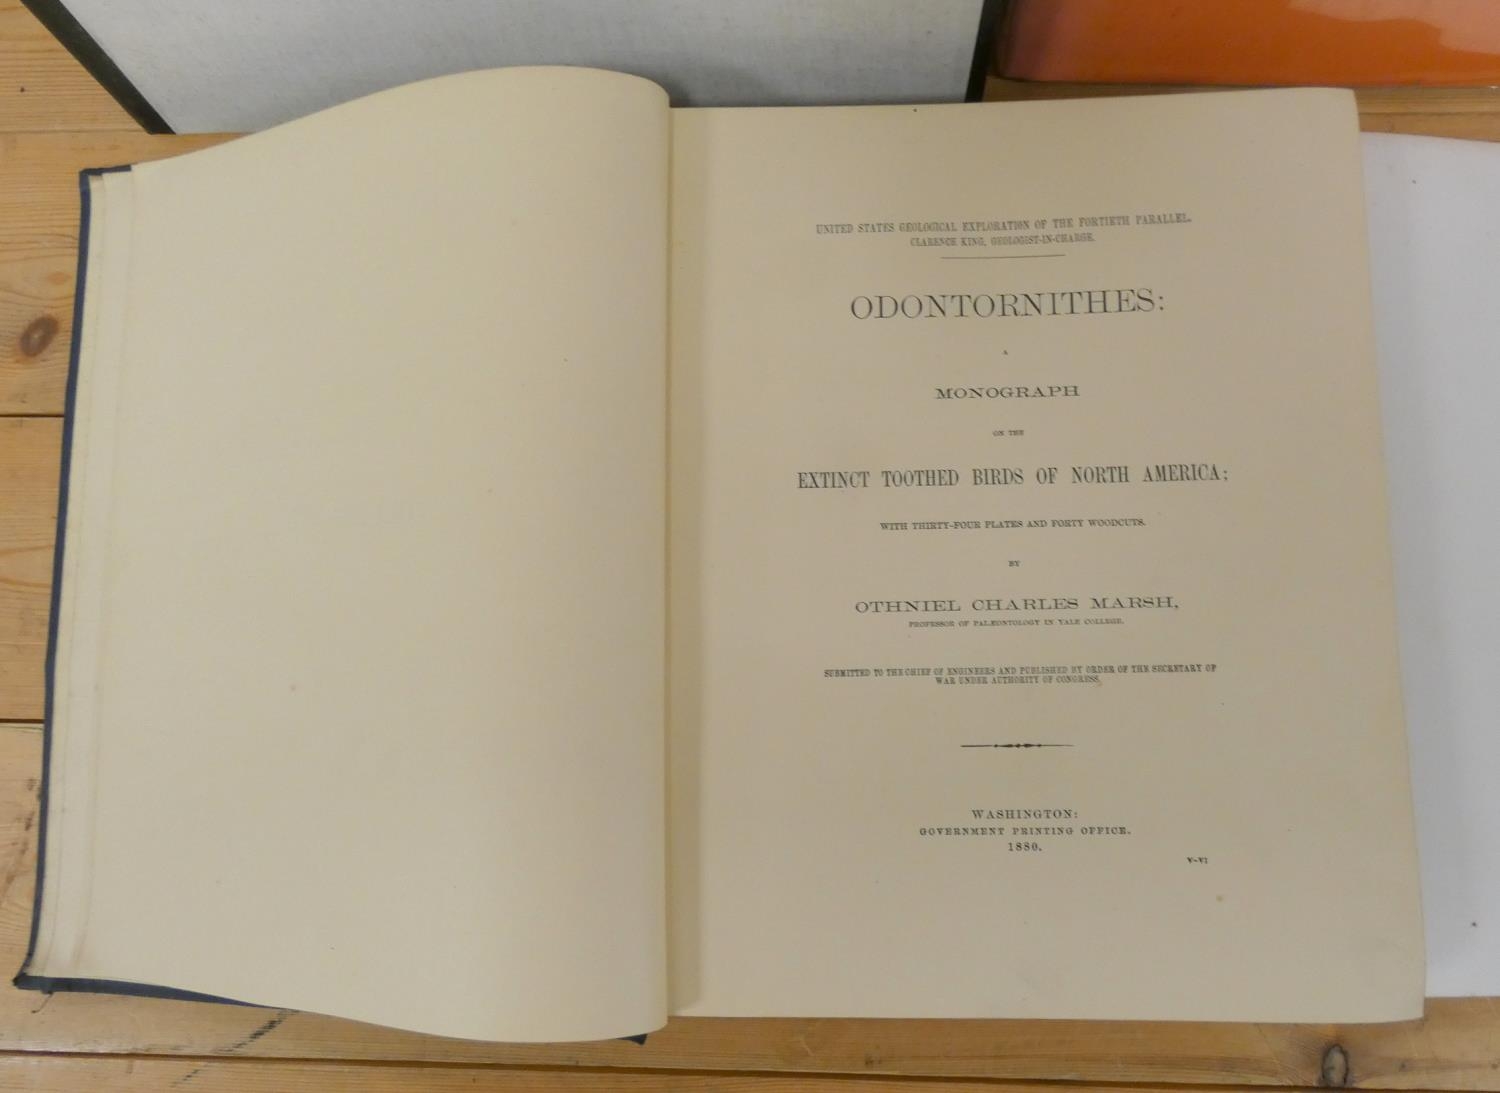 UNITED STATES GEOLOGICAL EXPLORATION OF THE FORTIETH PARALLEL.
CLARENCE KING, GEOLOGIST-IN-CHARGE.
ODONTORNITHES:
A
MONOGRAPH
ON THE
EXTINCT TOOTHED BIRDS OF NORTH AMERICA;
WITH THIRTY-FOUR PLATES AND FORTY WOODCUTS.
BY
OTHNIEL CHARLES MARSH,
PROFESSOR OF PALÆONTOLOGY IN YALE COLLEGE.
SUBMITTED TO THE CHIEF OF ENGINEERS AND PUBLISHED BY ORDER OF THE SECRETARY OF
WAR UNDER AUTHORITY OF CONGRESS.
WASHINGTON:
GOVERNMENT PRINTING OFFICE.
1880.
V-VI